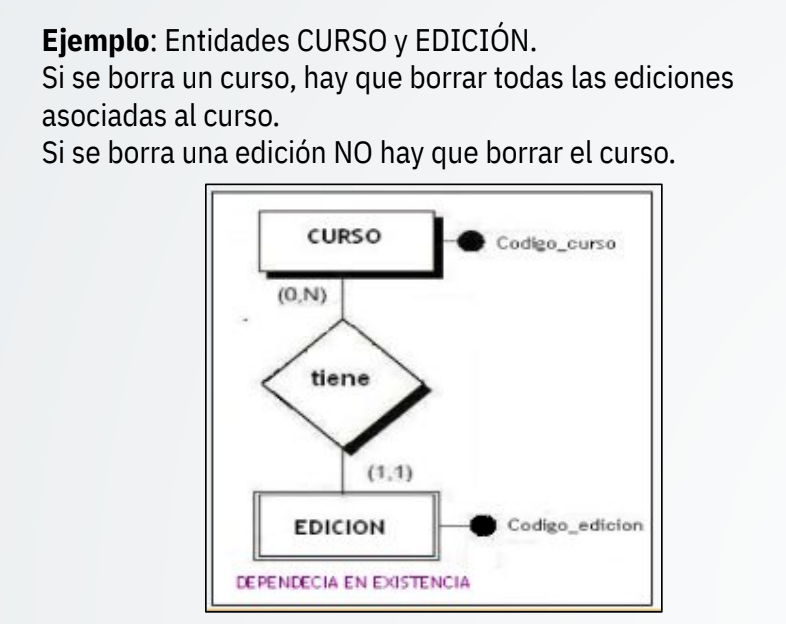 Ejemplo: Entidades CURSO y EDICIÓN.
Si se borra un curso, hay que borrar todas las ediciones
asociadas al curso.
Si se borra una edición NO hay que borrar el curso.
CURSO
Codigo_curso
(0,N)
tiene
(1,1)
EDICION
Codigo_edicion
DEPENDECIA EN EXISTENCIA